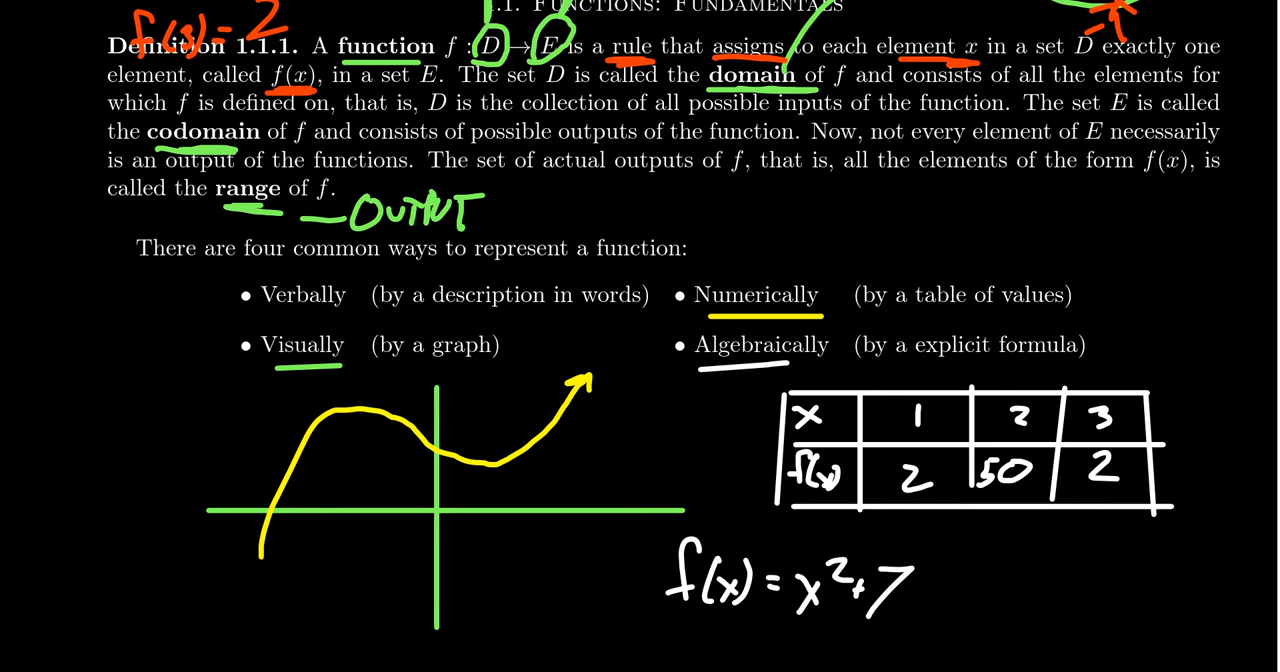 1.1. FUNCTIONS: FUNDAMENTALS
f(3) = 2
Definition 1.1.1. A function f : D → E is a rule that assigns to each element x in a set D exactly one
element, called f(x), in a set E. The set D is called the domain of f and consists of all the elements for
which f is defined on, that is, D is the collection of all possible inputs of the function. The set E is called
the codomain of f and consists of possible outputs of the function. Now, not every element of E necessarily
is an output of the functions. The set of actual outputs of f, that is, all the elements of the form f(x), is
called the range of f.
— OUTPUT
There are four common ways to represent a function:
• Verbally (by a description in words) • Numerically (by a table of values)
• Visually (by a graph) • Algebraically (by a explicit formula)
x 1 2 3
f(x) 2 50 2
f(x) = x²+7